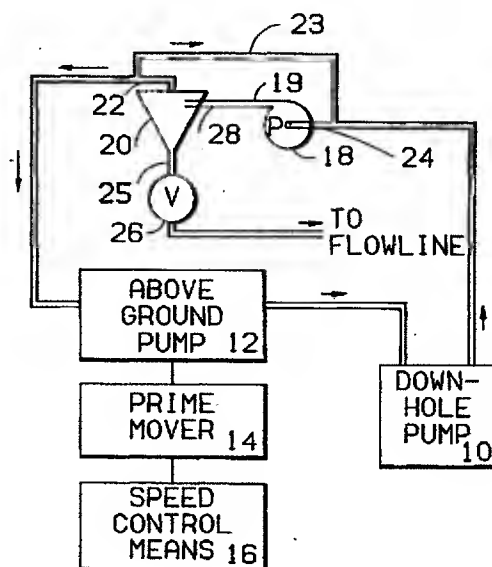 23
22
19
20
28
P
18
24
25
V
26
TO
FLOWLINE
ABOVE
GROUND
PUMP 12
DOWN-
HOLE
PUMP
10
PRIME
MOVER 14
SPEED
CONTROL
MEANS 16